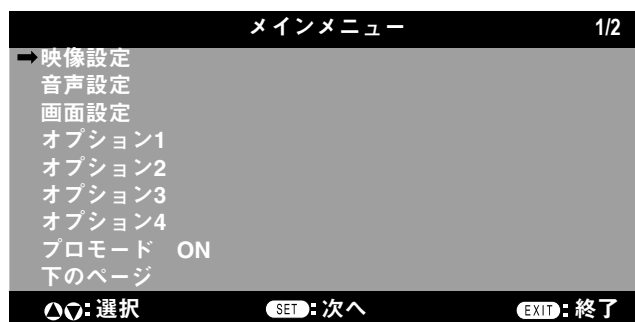 メインメニュー 1/2
➡映像設定
音声設定
画面設定
オプション1
オプション2
オプション3
オプション4
プロモード ON
下のページ
△▽:選択 SET:次へ EXIT:終了